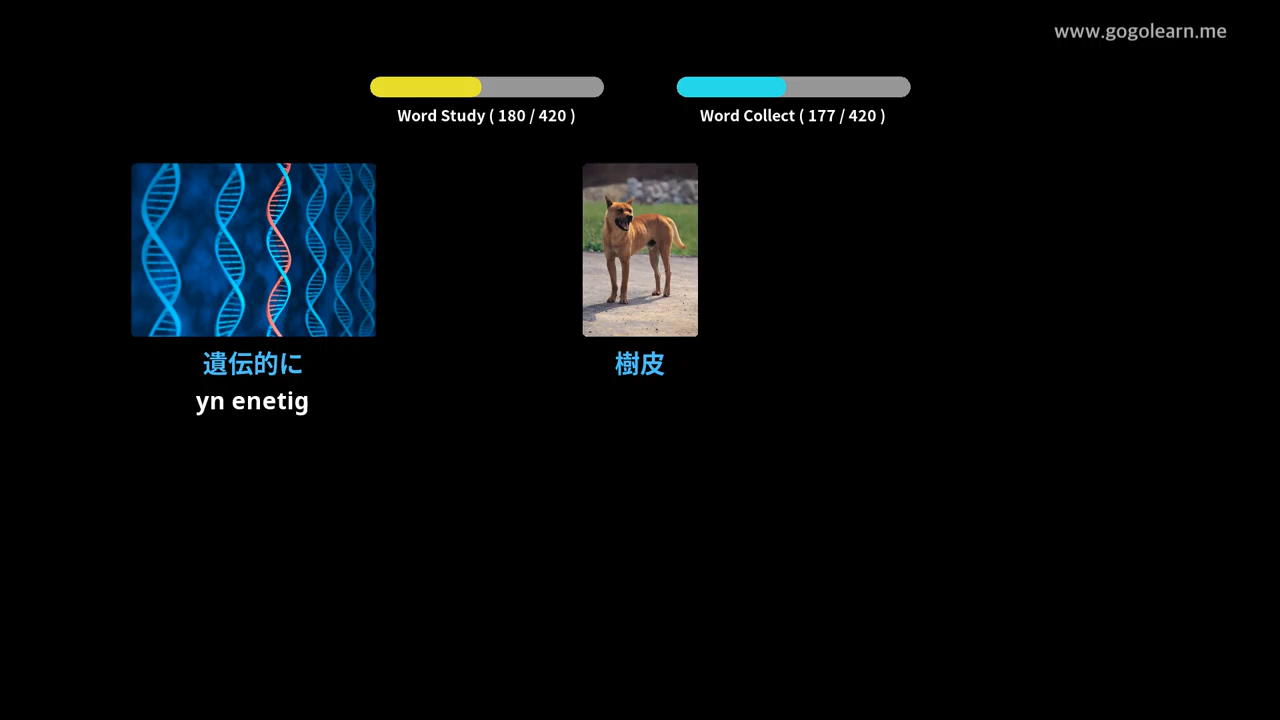 www.gogolearn.me
Word Study ( 180 / 420 )
Word Collect ( 177 / 420 )
遺伝的に
yn enetig
樹皮